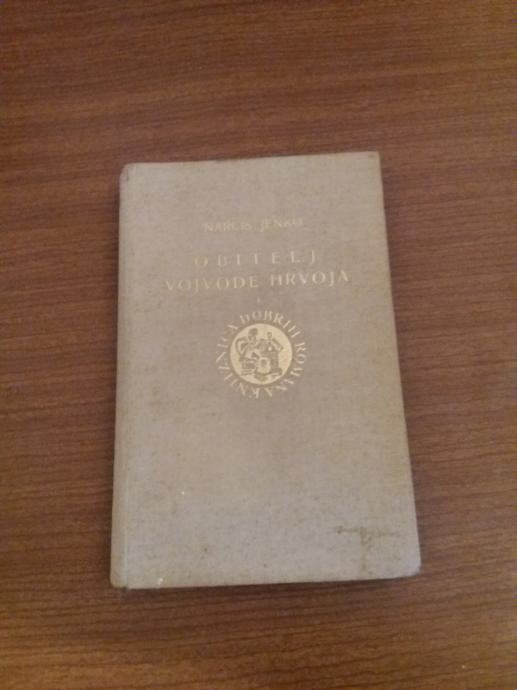 NARCIS JENKO
OBITELJ
VOJVODE HRVOJA
I.
KNJIŽNICA DOBRIH ROMANA